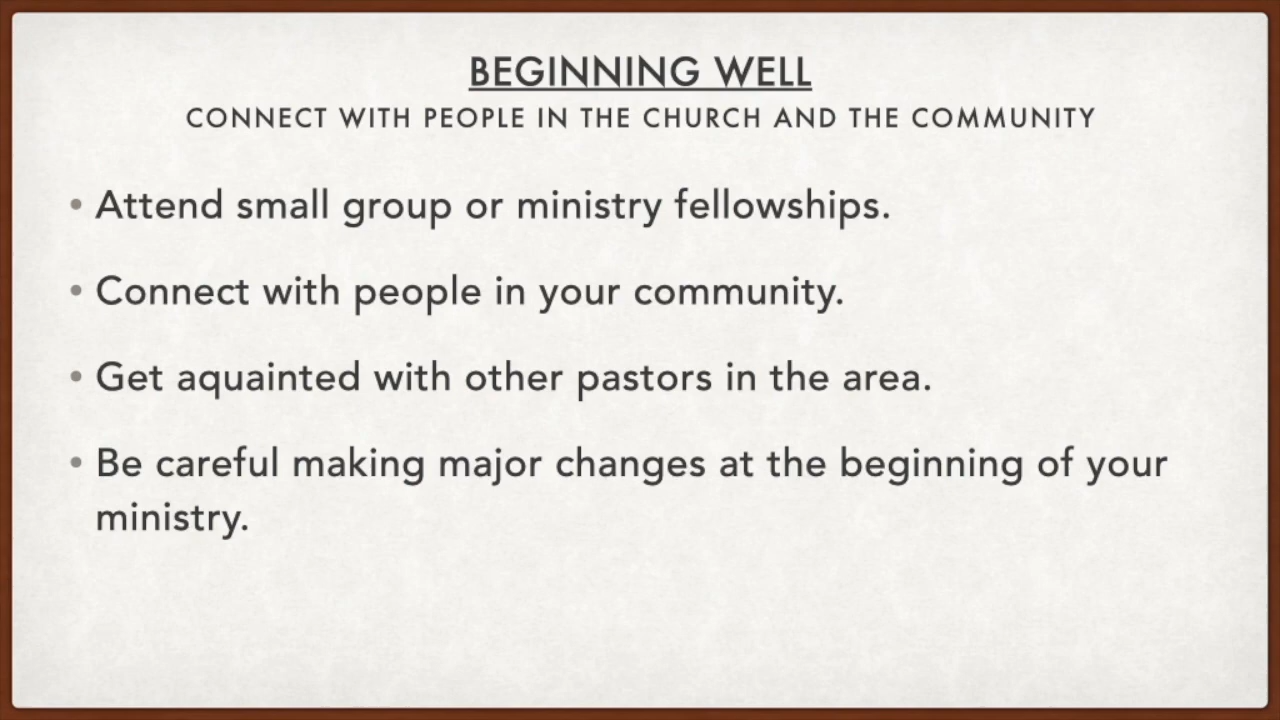 BEGINNING WELL
CONNECT WITH PEOPLE IN THE CHURCH AND THE COMMUNITY
• Attend small group or ministry fellowships.
• Connect with people in your community.
• Get aquainted with other pastors in the area.
• Be careful making major changes at the beginning of your
ministry.